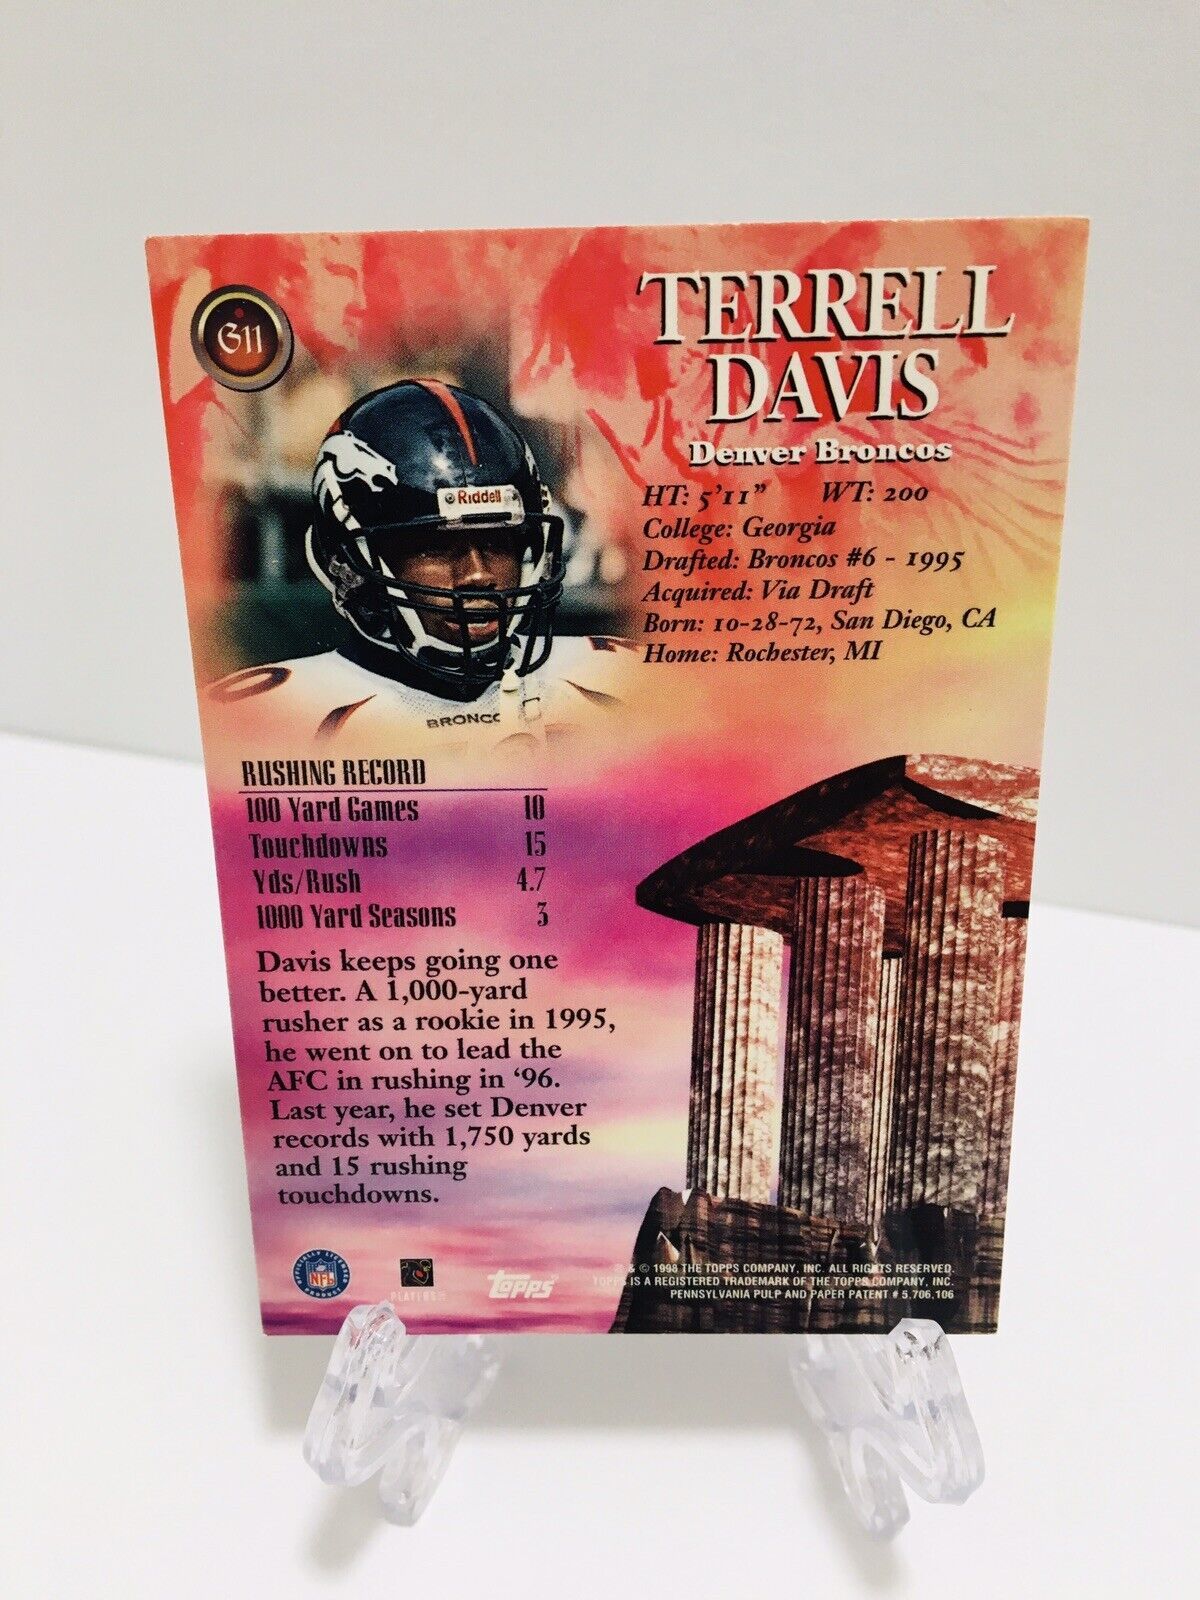 G11
TERRELL
DAVIS
Denver Broncos
HT: 5'11" WT: 200
College: Georgia
Drafted: Broncos #6 - 1995
Acquired: Via Draft
Born: 10-28-72, San Diego, CA
Home: Rochester, MI
Riddell
BRONCO
RUSHING RECORD
100 Yard Games 10
Touchdowns 15
Yds/Rush 4.7
1000 Yard Seasons 3
Davis keeps going one
better. A 1,000-yard
rusher as a rookie in 1995,
he went on to lead the
AFC in rushing in '96.
Last year, he set Denver
records with 1,750 yards
and 15 rushing
touchdowns.
OFFICIALLY LICENSED
NFL
PRODUCT
PLAYERS
topps
& © 1998 THE TOPPS COMPANY, INC. ALL RIGHTS RESERVED.
TOPPS IS A REGISTERED TRADEMARK OF THE TOPPS COMPANY, INC.
PENNSYLVANIA PULP AND PAPER PATENT # 5,706,106